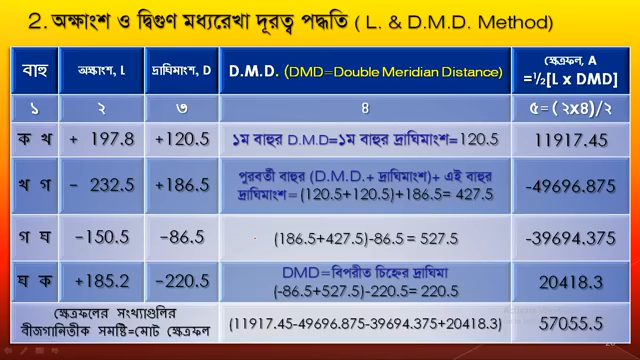 2. অক্ষাংশ ও দ্বিগুণ মধ্যরেখা দূরত্ব পদ্ধতি ( L. & D.M.D. Method)
বাহু অক্ষাংশ, L দ্রাঘিমাংশ, D D.M.D. (DMD=Double Meridian Distance) ক্ষেত্রফল, A
=½[L x DMD]
১ ২ ৩ ৪ ৫= ( ২x৪)/২
ক খ + 197.8 +120.5 ১ম বাহুর D.M.D=১ম বাহুর দ্রাঘিমাংশ=120.5 11917.45
খ গ – 232.5 +186.5 পুরবর্তী বাহুর (D.M.D.+ দ্রাঘিমাংশ)+ এই বাহুর
দ্রাঘিমাংশ=(120.5+120.5)+186.5= 427.5 -49696.875
গ ঘ –150.5 –86.5 (186.5+427.5)-86.5 = 527.5 -39694.375
ঘ ক +185.2 –220.5 DMD=বিপরীত চিহ্নের দ্রাঘিমা
(-86.5+527.5)-220.5= 220.5 20418.3
ক্ষেত্রফলের সংখ্যাগুলির
বীজগানিতীক সমষ্টি=মোট ক্ষেত্রফল (11917.45-49696.875-39694.375+20418.3) 57055.5